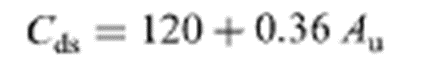 C_ds = 120 + 0.36 A_u